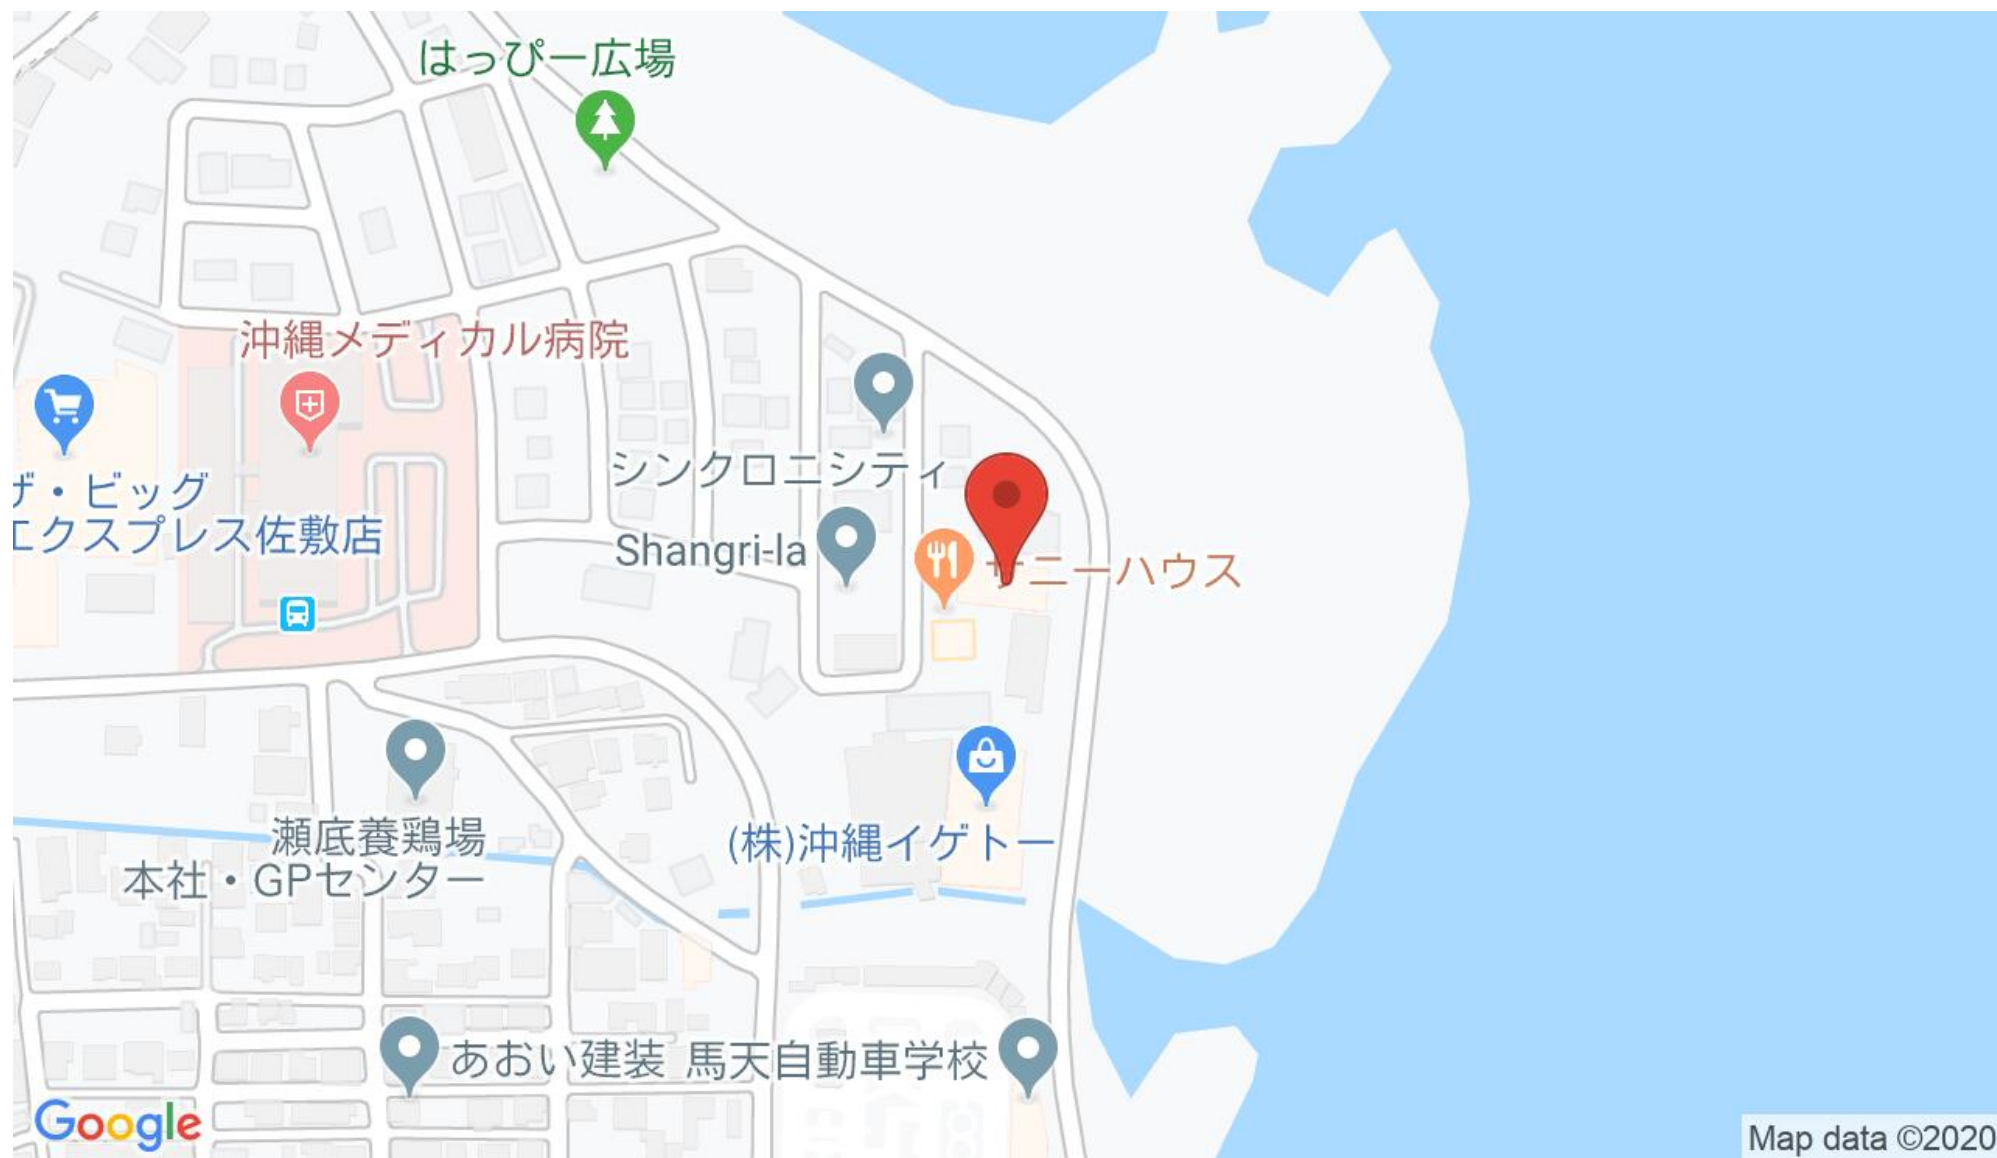 はっぴー広場
沖縄メディカル病院
ザ・ビッグ
エクスプレス佐敷店
シンクロニシティ
Shangri-la
サニーハウス
瀬底養鶏場
本社・GPセンター
(株)沖縄イゲトー
あおい建装
馬天自動車学校
Google
Map data ©2020